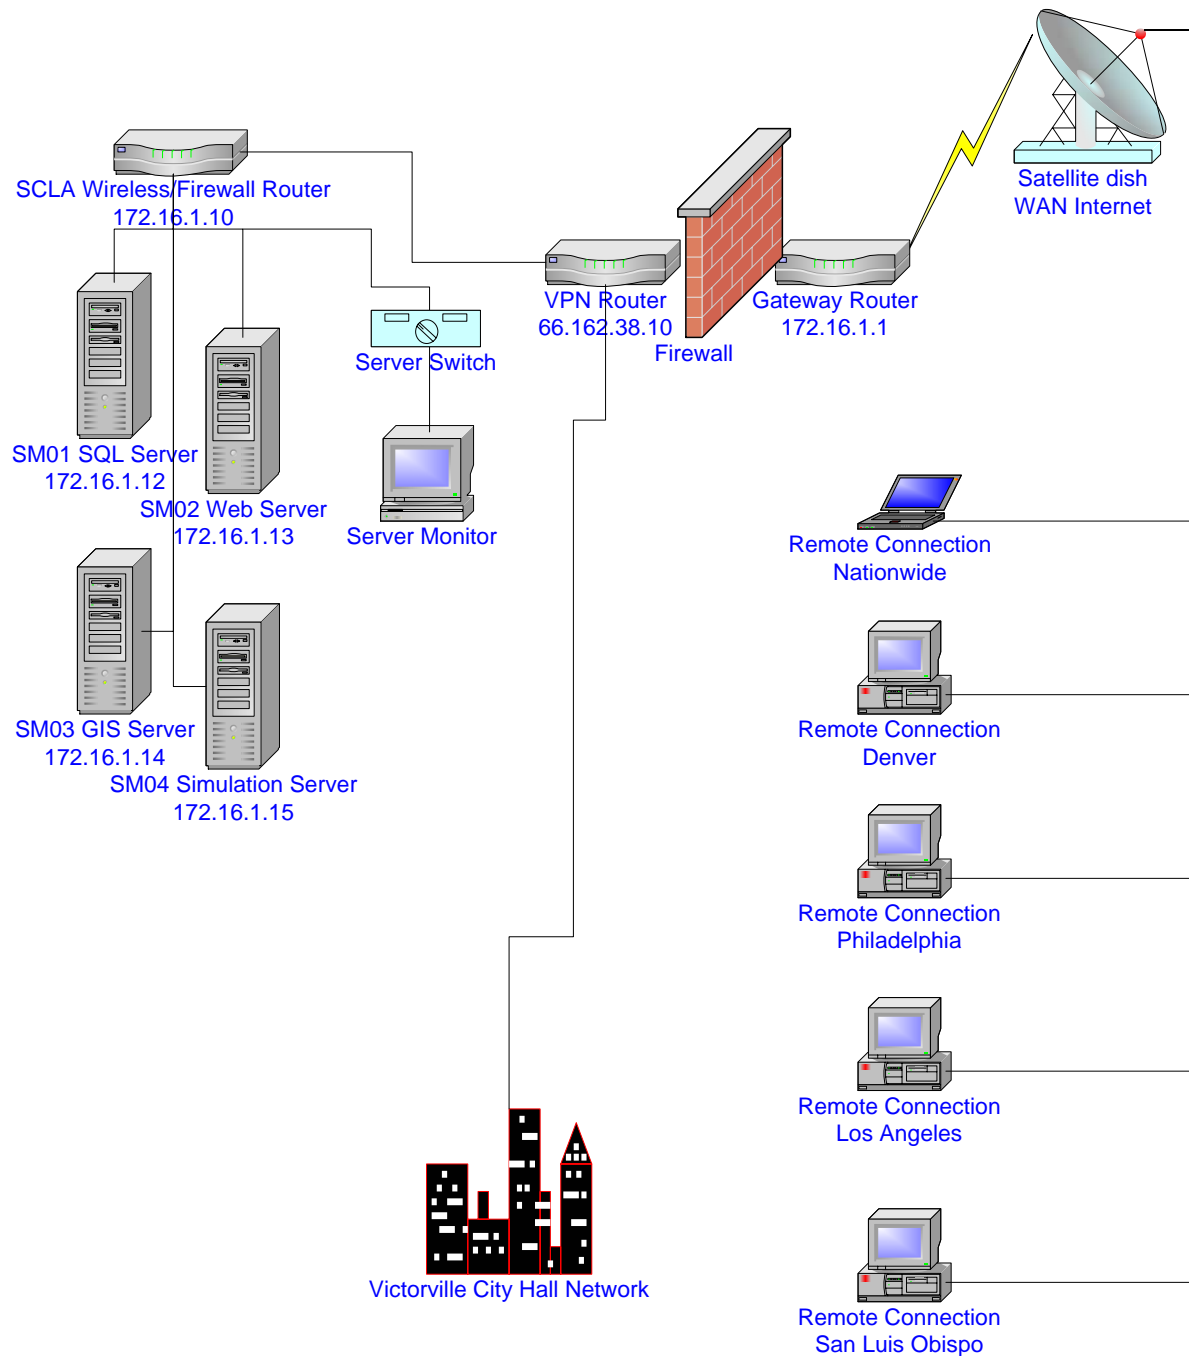 Satellite dish
WAN Internet
SCLA Wireless/Firewall Router
172.16.1.10
VPN Router
66.162.38.10
Firewall
Gateway Router
172.16.1.1
Server Switch
SM01 SQL Server
172.16.1.12
SM02 Web Server
172.16.1.13
Server Monitor
Remote Connection
Nationwide
SM03 GIS Server
172.16.1.14
SM04 Simulation Server
172.16.1.15
Remote Connection
Denver
Remote Connection
Philadelphia
Remote Connection
Los Angeles
Victorville City Hall Network
Remote Connection
San Luis Obispo